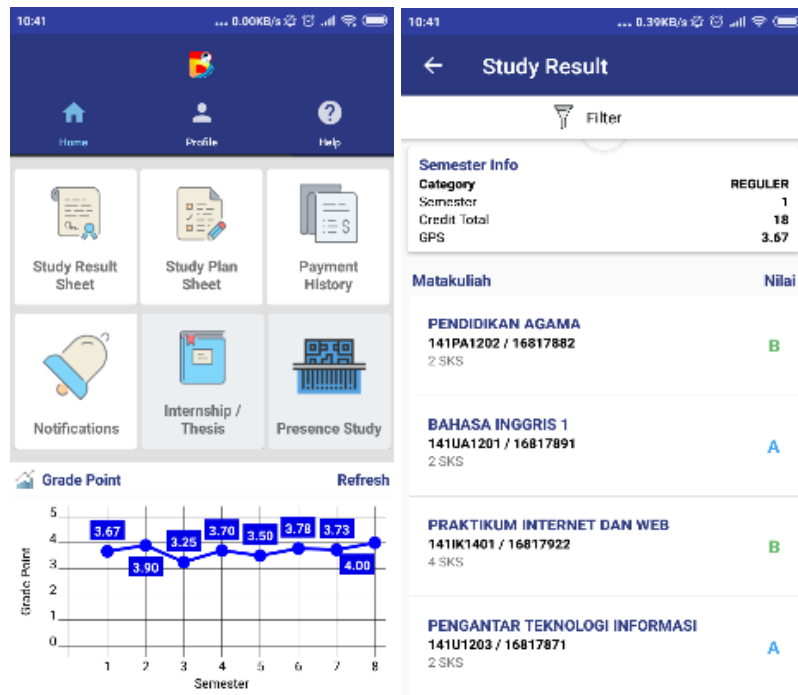 10:41
... 0.00KB/s
Home
Profile
Help
Study Result
Sheet
Study Plan
Sheet
Payment
History
Notifications
Internship /
Thesis
Presence Study
Grade Point
Refresh
5
4
3
2
1
0
Grade Point
3.67
3.90
3.25
3.70
3.50
3.78
3.73
4.00
1 2 3 4 5 6 7 8
Semester
10:41
... 0.39KB/s
Study Result
Filter
Semester Info
Category REGULER
Semester 1
Credit Total 18
GPS 3.67
Matakuliah Nilai
PENDIDIKAN AGAMA
141PA1202 / 16817882
B
2 SKS
BAHASA INGGRIS 1
141UA1201 / 16817891
A
2 SKS
PRAKTIKUM INTERNET DAN WEB
141IK1401 / 16817922
B
4 SKS
PENGANTAR TEKNOLOGI INFORMASI
141U1203 / 16817871
A
2 SKS